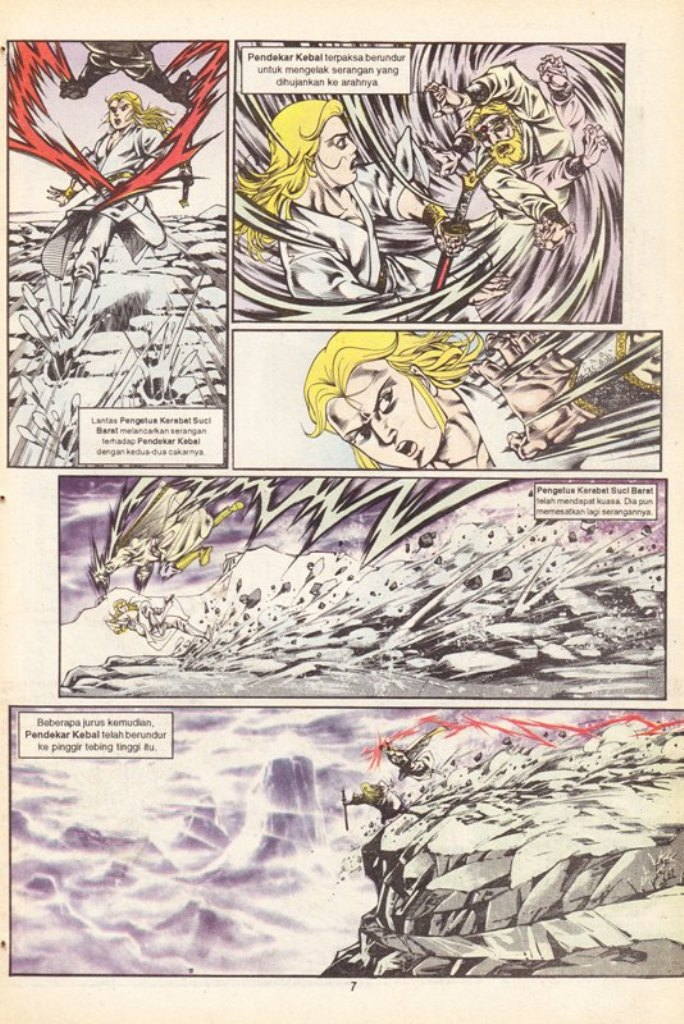 Lantas Pengetua Kerabat Suci
Barat melancarkan serangan
terhadap Pendekar Kebal
dengan kedua-dua cakarnya.
Pendekar Kebal terpaksa berundur
untuk mengelak serangan yang
dihujankan ke arahnya.
Pengetua Kerabat Suci Barat
telah mendapat kuasa. Dia pun
memesatkan lagi serangannya.
Beberapa jurus kemudian,
Pendekar Kebal telah berundur
ke pinggir tebing tinggi itu.
7